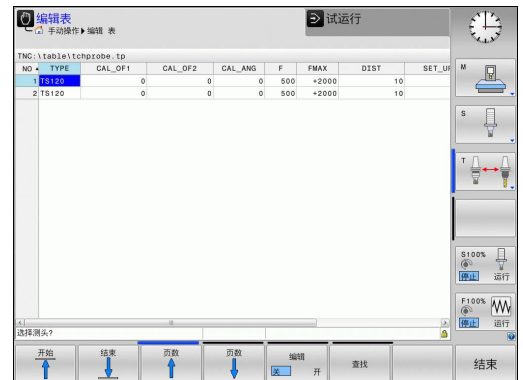 编辑表
手动操作▶编辑 表
试运行
TNC:\table\tchprobe.tp
NO TYPE CAL_OF1 CAL_OF2 CAL_ANG F FMAX DIST SET_UP
1 TS120 0 0 0 500 +2000 10
2 TS120 0 0 0 500 +2000 10
M
S
T
S100%
停止 运行
F100%
停止 运行
选择测头?
开始 结束 页数 页数 编辑 查找 结束
关 开